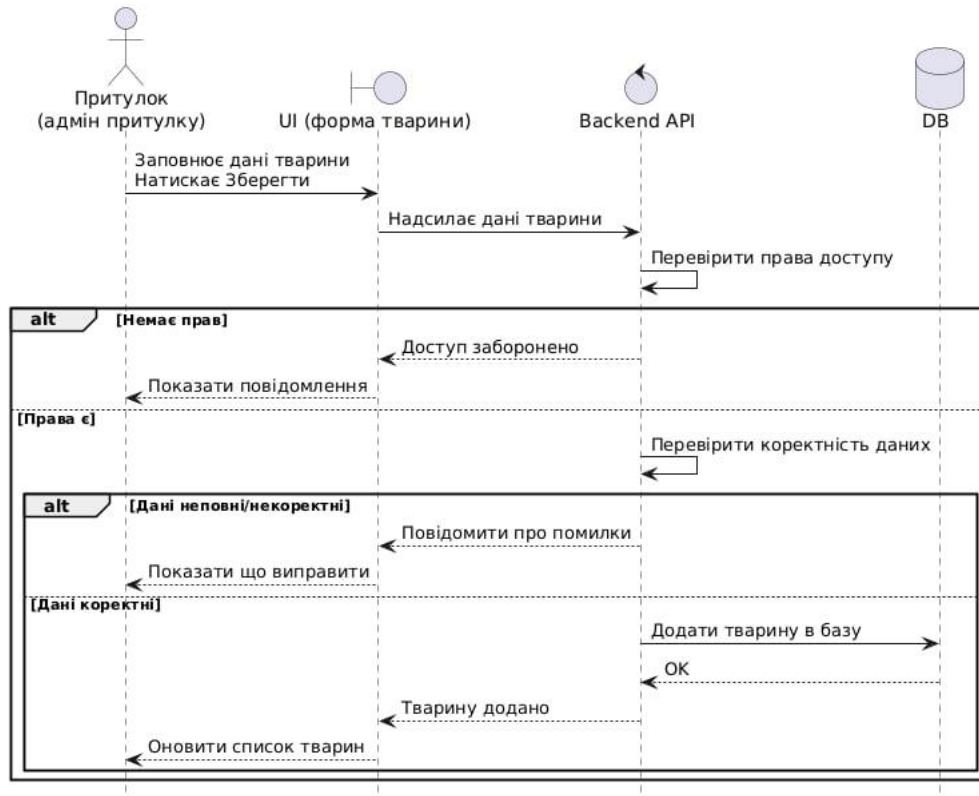 Притулок
(адмін притулку)
UI (форма тварини)
Backend API
DB
Заповнює дані тварини
Натискає Зберегти
Надсилає дані тварини
Перевірити права доступу
alt
[Немає прав]
Доступ заборонено
Показати повідомлення
[Права є]
Перевірити коректність даних
alt
[Дані неповні/некоректні]
Повідомити про помилки
Показати що виправити
[Дані коректні]
Додати тварину в базу
OK
Тварину додано
Оновити список тварин